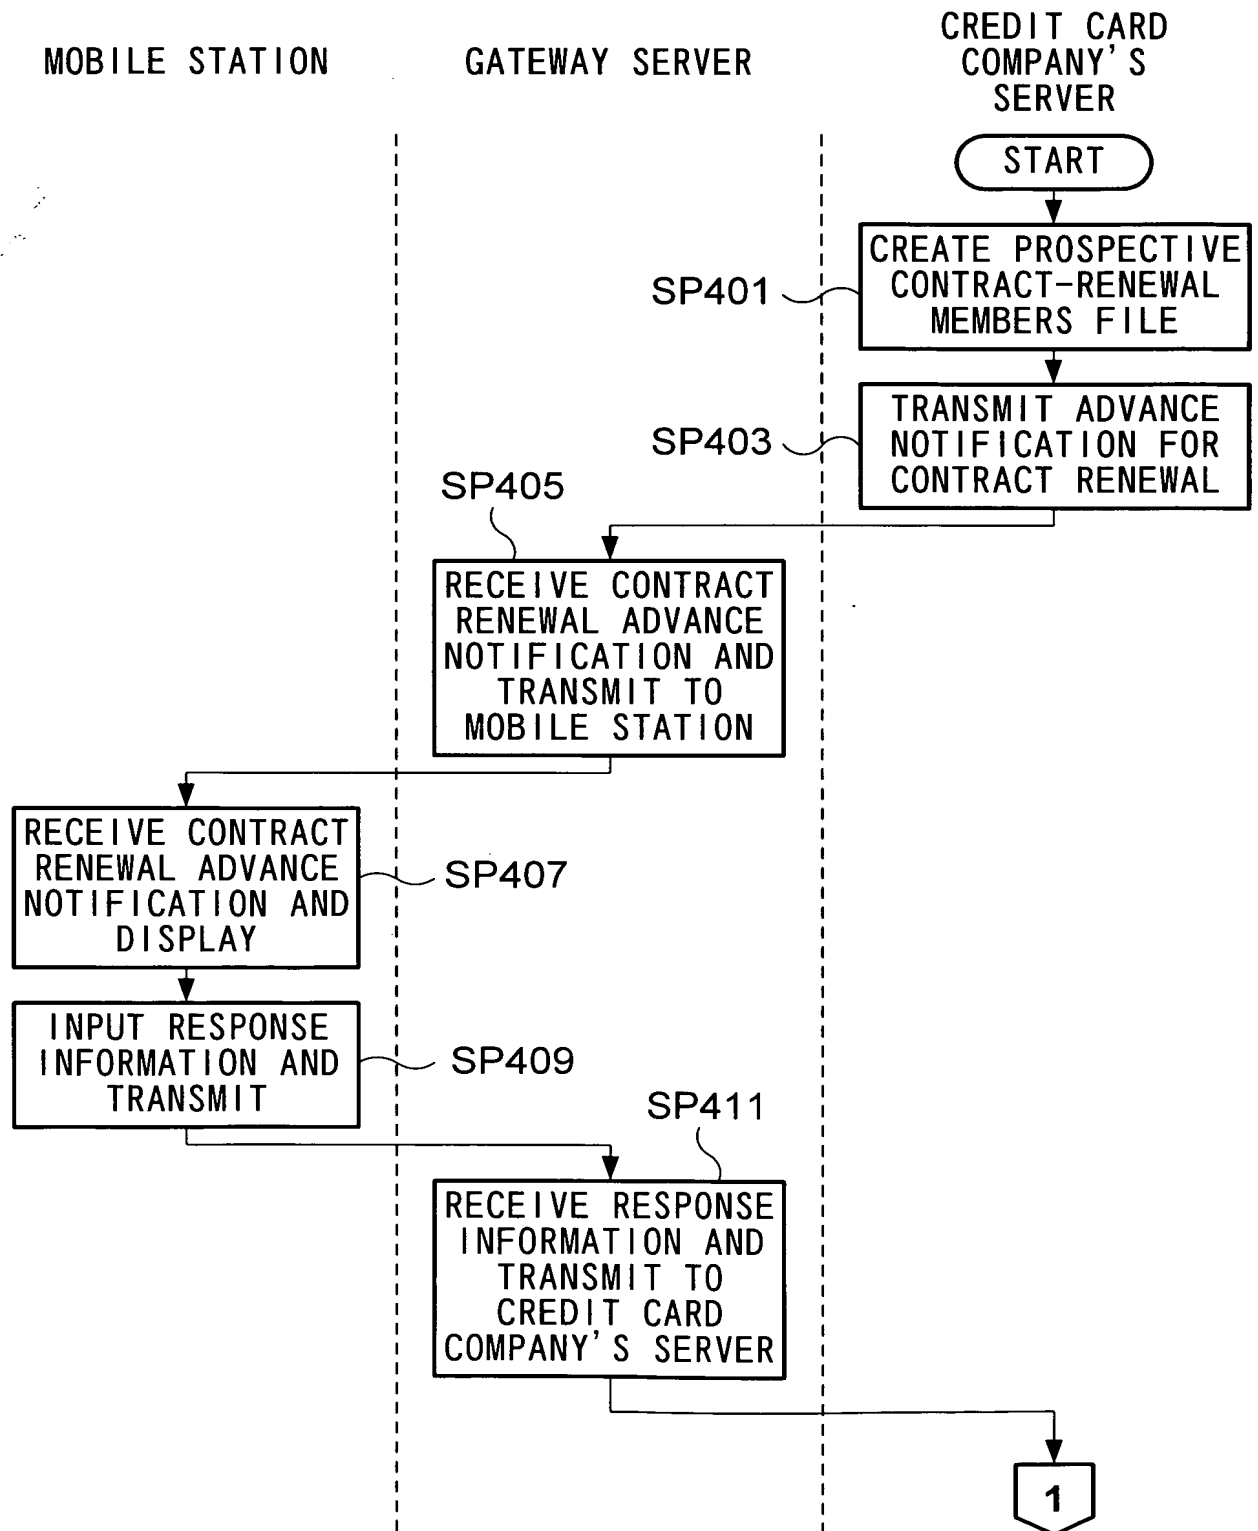 MOBILE STATION
GATEWAY SERVER
CREDIT CARD
COMPANY'S
SERVER
START
CREATE PROSPECTIVE
CONTRACT-RENEWAL
MEMBERS FILE
SP401
TRANSMIT ADVANCE
NOTIFICATION FOR
CONTRACT RENEWAL
SP403
SP405
RECEIVE CONTRACT
RENEWAL ADVANCE
NOTIFICATION AND
TRANSMIT TO
MOBILE STATION
RECEIVE CONTRACT
RENEWAL ADVANCE
NOTIFICATION AND
DISPLAY
SP407
INPUT RESPONSE
INFORMATION AND
TRANSMIT
SP409
SP411
RECEIVE RESPONSE
INFORMATION AND
TRANSMIT TO
CREDIT CARD
COMPANY'S SERVER
1